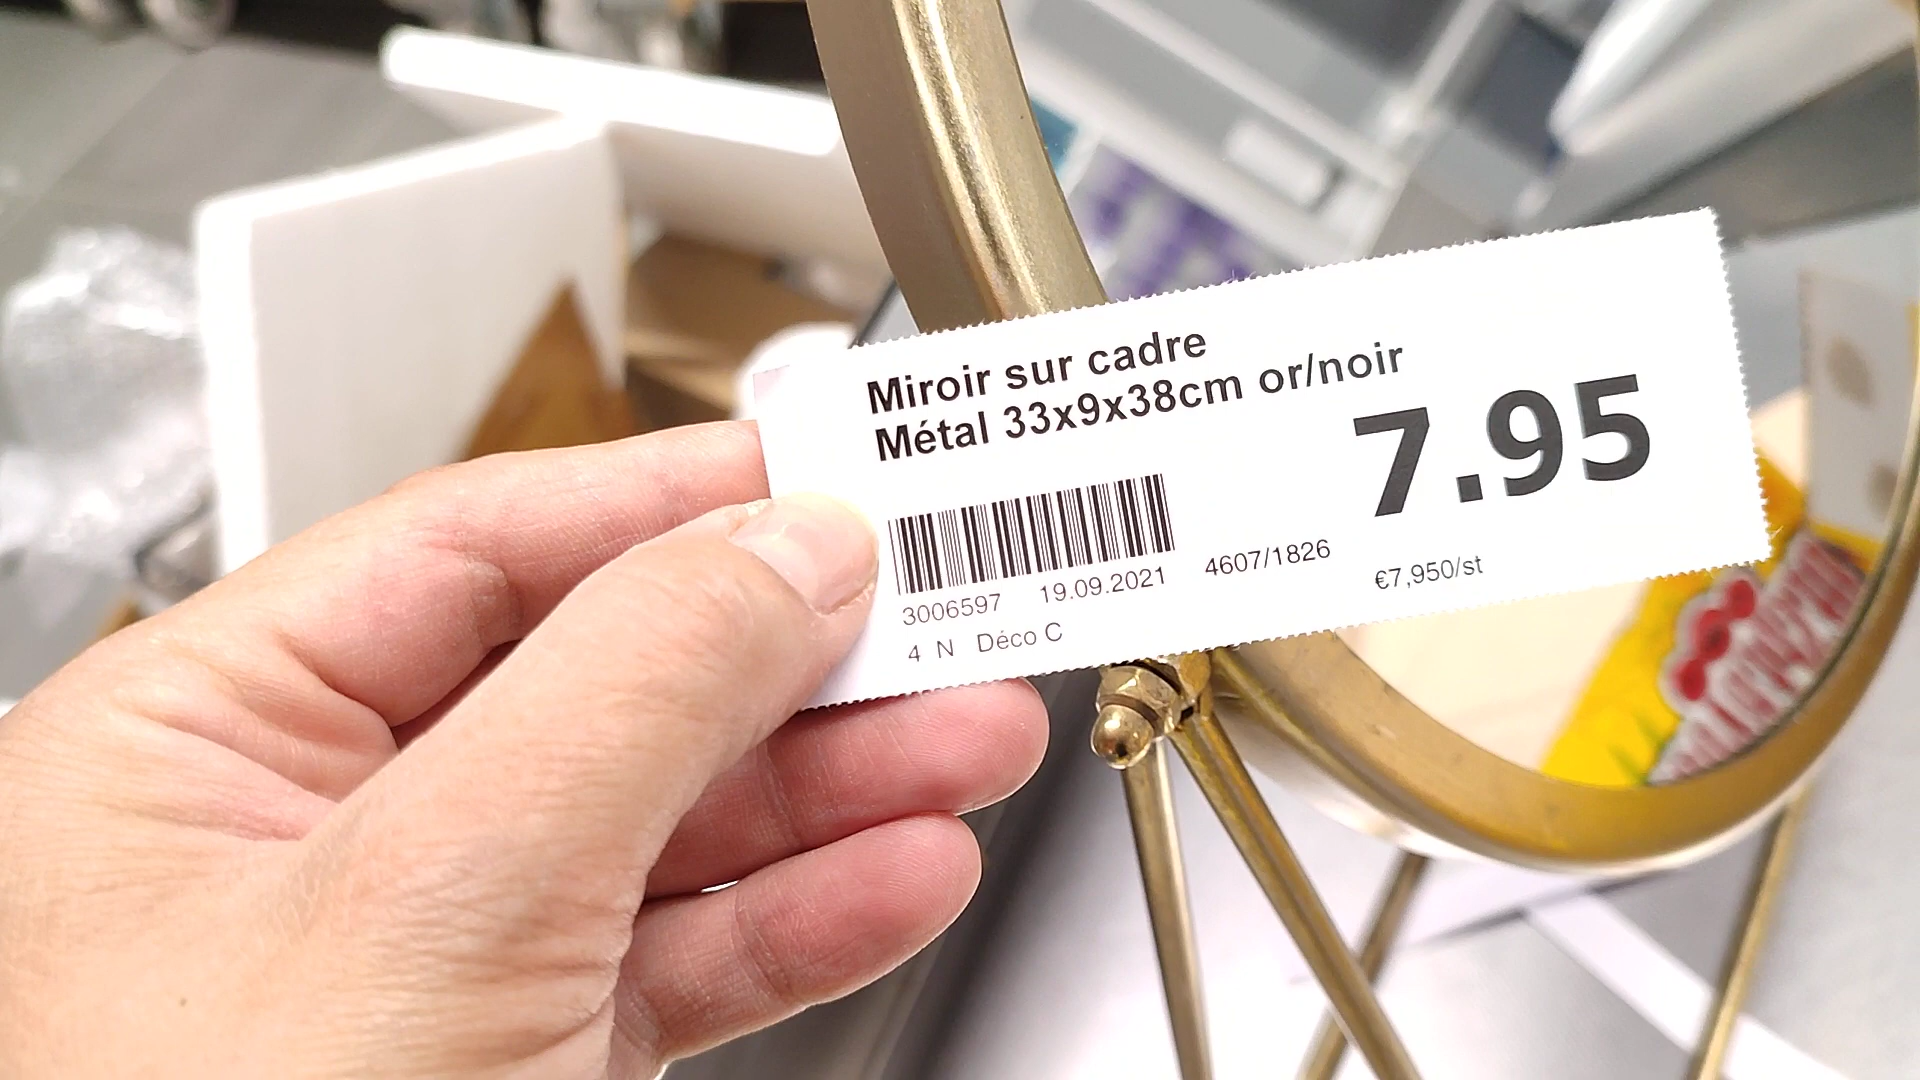 Miroir sur cadre
Métal 33x9x38cm or/noir
7.95
3006597 19.09.2021 4607/1826 €7,950/st
4 N Déco C